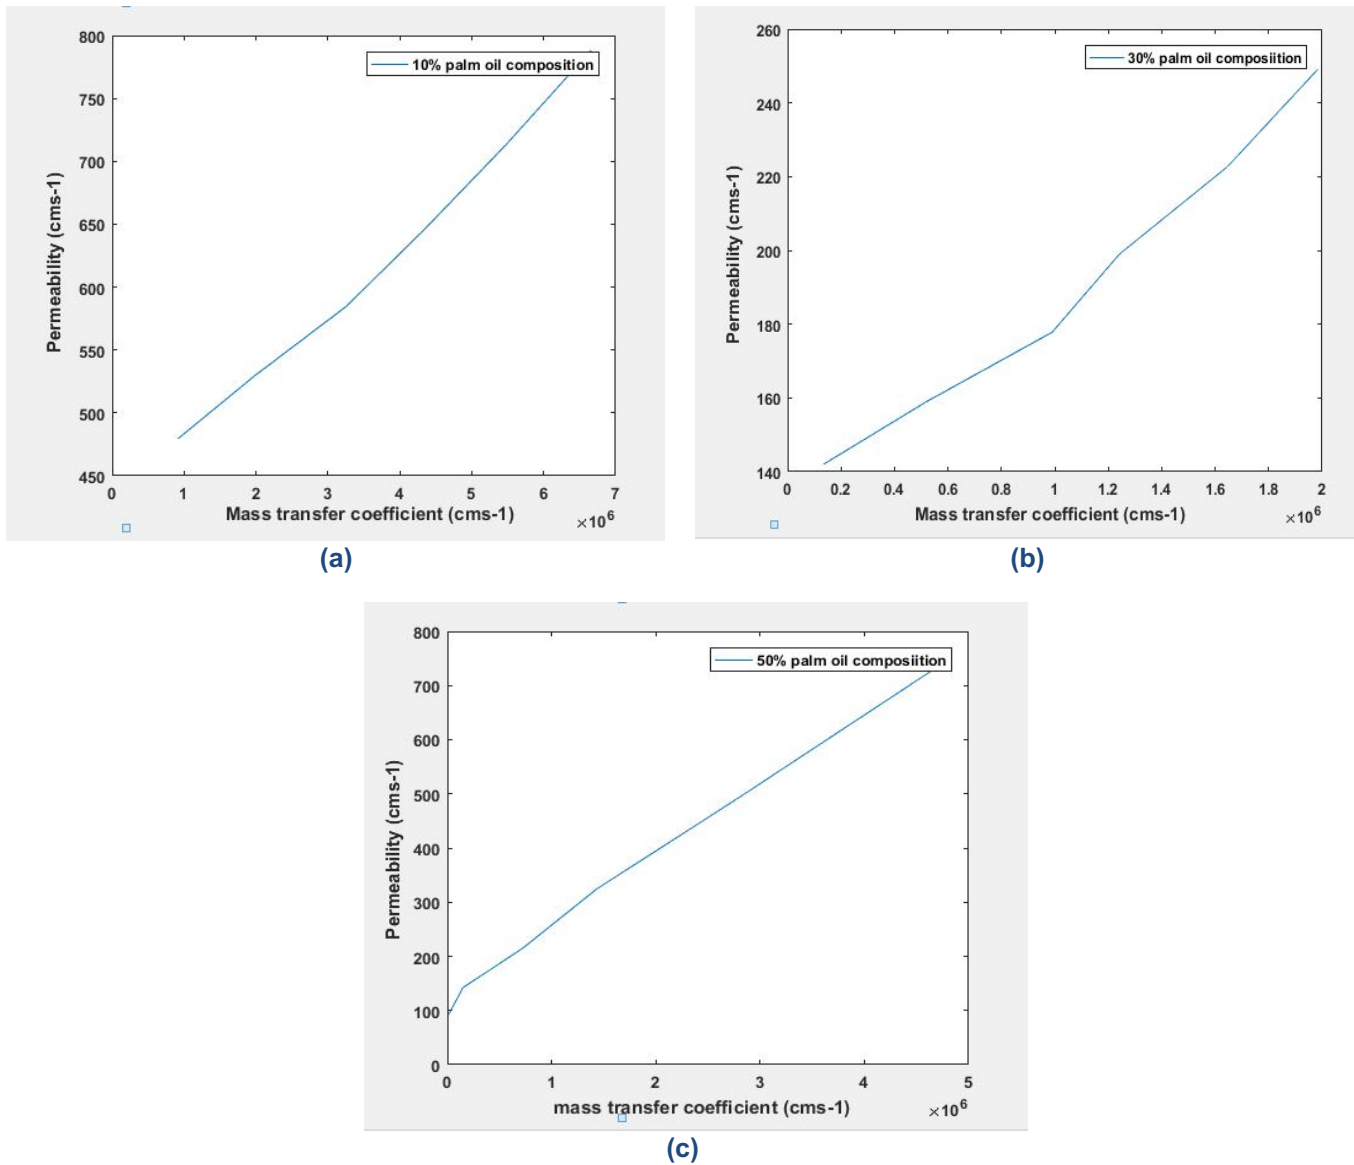 800
750
700
650
600
550
500
450
10% palm oil composition
Permeability (cms-1)
0 1 2 3 4 5 6 7
Mass transfer coefficient (cms-1)
×10^6
(a)
260
240
220
200
180
160
140
30% palm oil composiition
Permeability (cms-1)
0 0.2 0.4 0.6 0.8 1 1.2 1.4 1.6 1.8 2
Mass transfer coefficient (cms-1)
×10^6
(b)
800
700
600
500
400
300
200
100
0
50% palm oil composiition
Permeability (cms-1)
0 1 2 3 4 5
mass transfer coefficient (cms-1)
×10^6
(c)